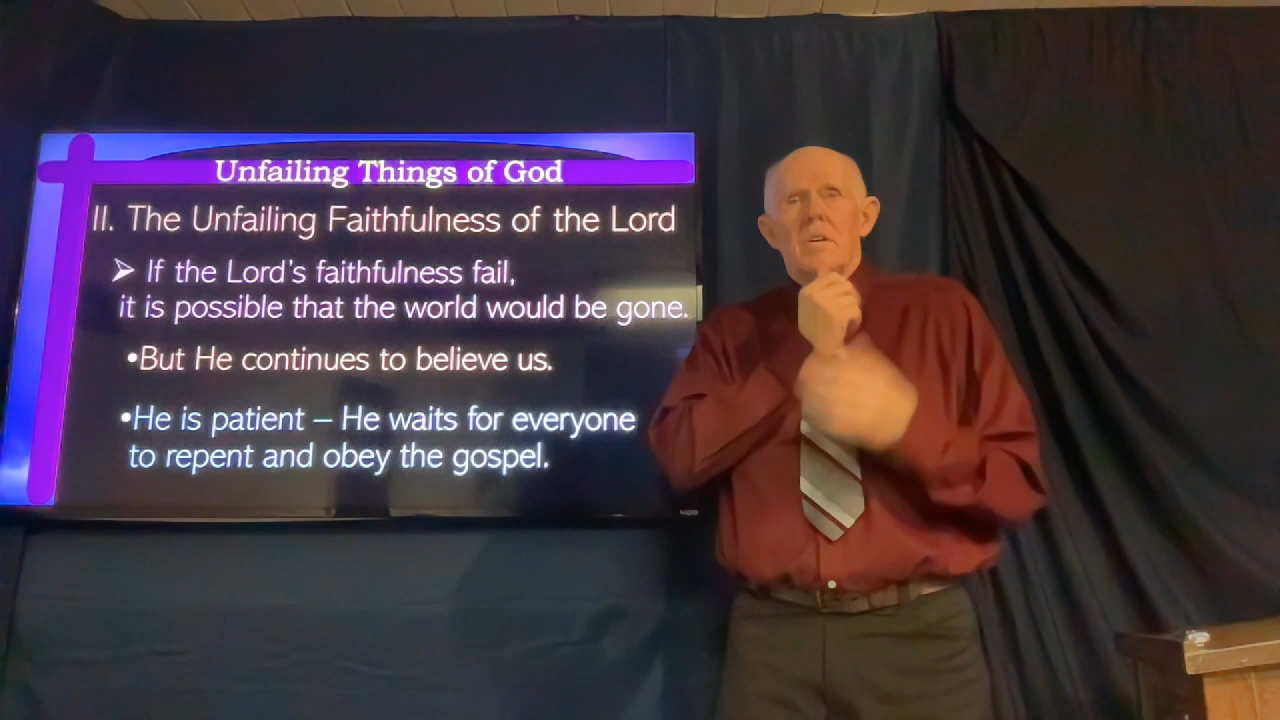 Unfailing Things of God
II. The Unfailing Faithfulness of the Lord
➤ If the Lord's faithfulness fail,
it is possible that the world would be gone.
•But He continues to believe us.
•He is patient – He waits for everyone
to repent and obey the gospel.